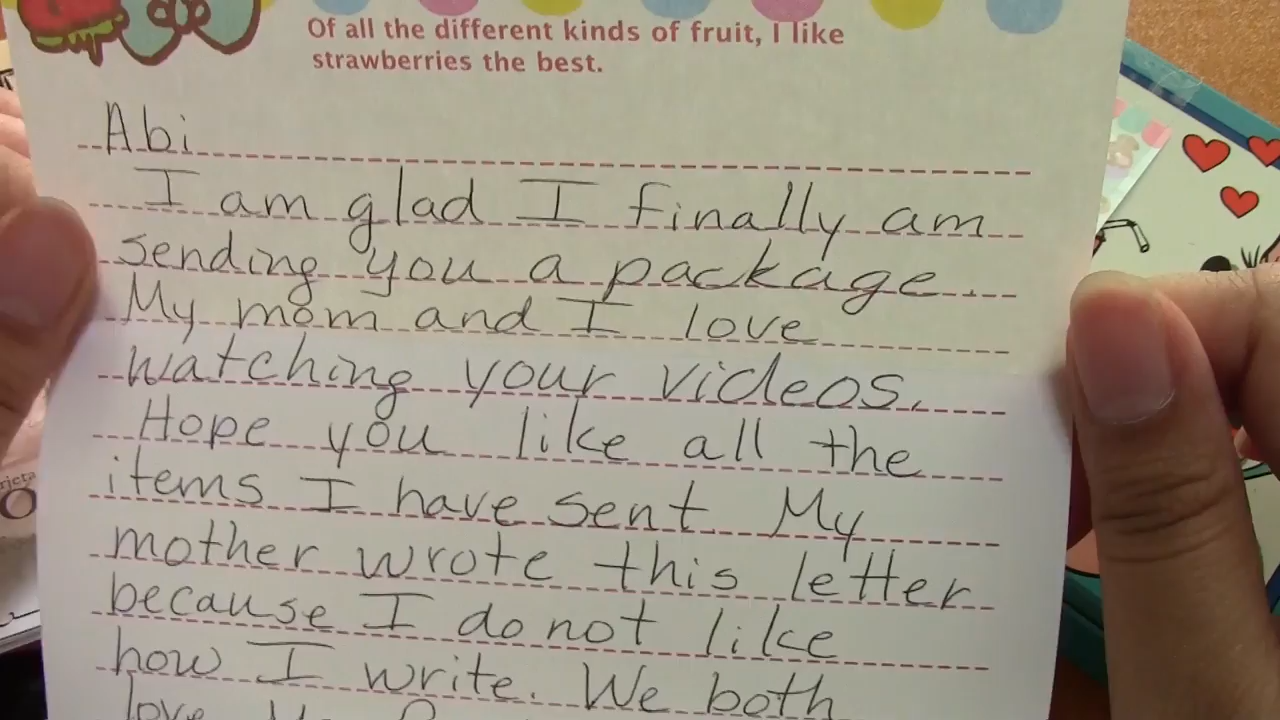 Of all the different kinds of fruit, I like
strawberries the best.
Abi
I am glad I finally am
sending you a package.
My mom and I love
watching your videos.
Hope you like all the
items I have sent My
mother wrote this letter
because I do not like
how I write. We both
love